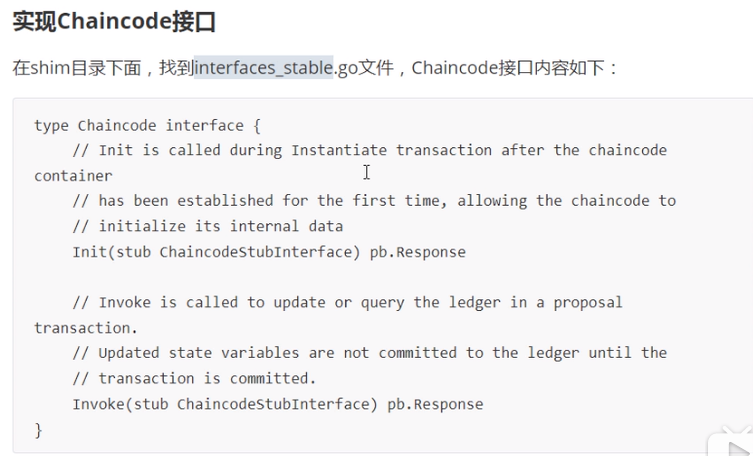 实现Chaincode接口
在shim目录下面，找到interfaces_stable.go文件，Chaincode接口内容如下：
type Chaincode interface {
// Init is called during Instantiate transaction after the chaincode
container
// has been established for the first time, allowing the chaincode to
// initialize its internal data
Init(stub ChaincodeStubInterface) pb.Response
// Invoke is called to update or query the ledger in a proposal
transaction.
// Updated state variables are not committed to the ledger until the
// transaction is committed.
Invoke(stub ChaincodeStubInterface) pb.Response
}